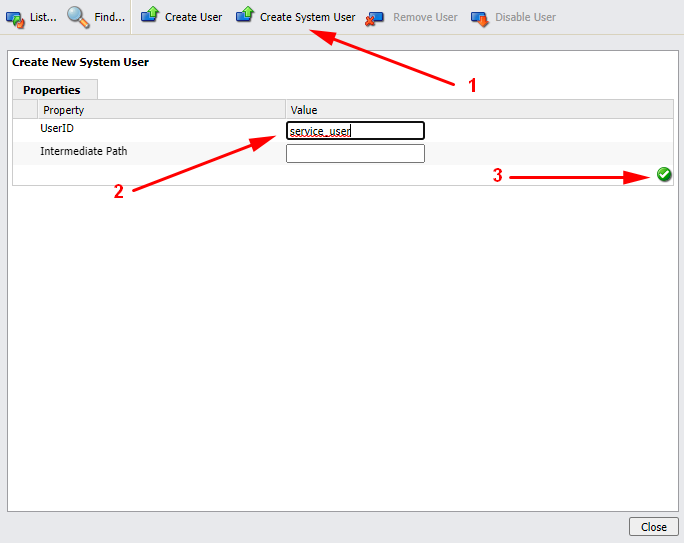 List... Find... Create User Create System User Remove User Disable User
1
Create New System User
Properties
Property Value
UserID service_user
2
Intermediate Path
3
Close